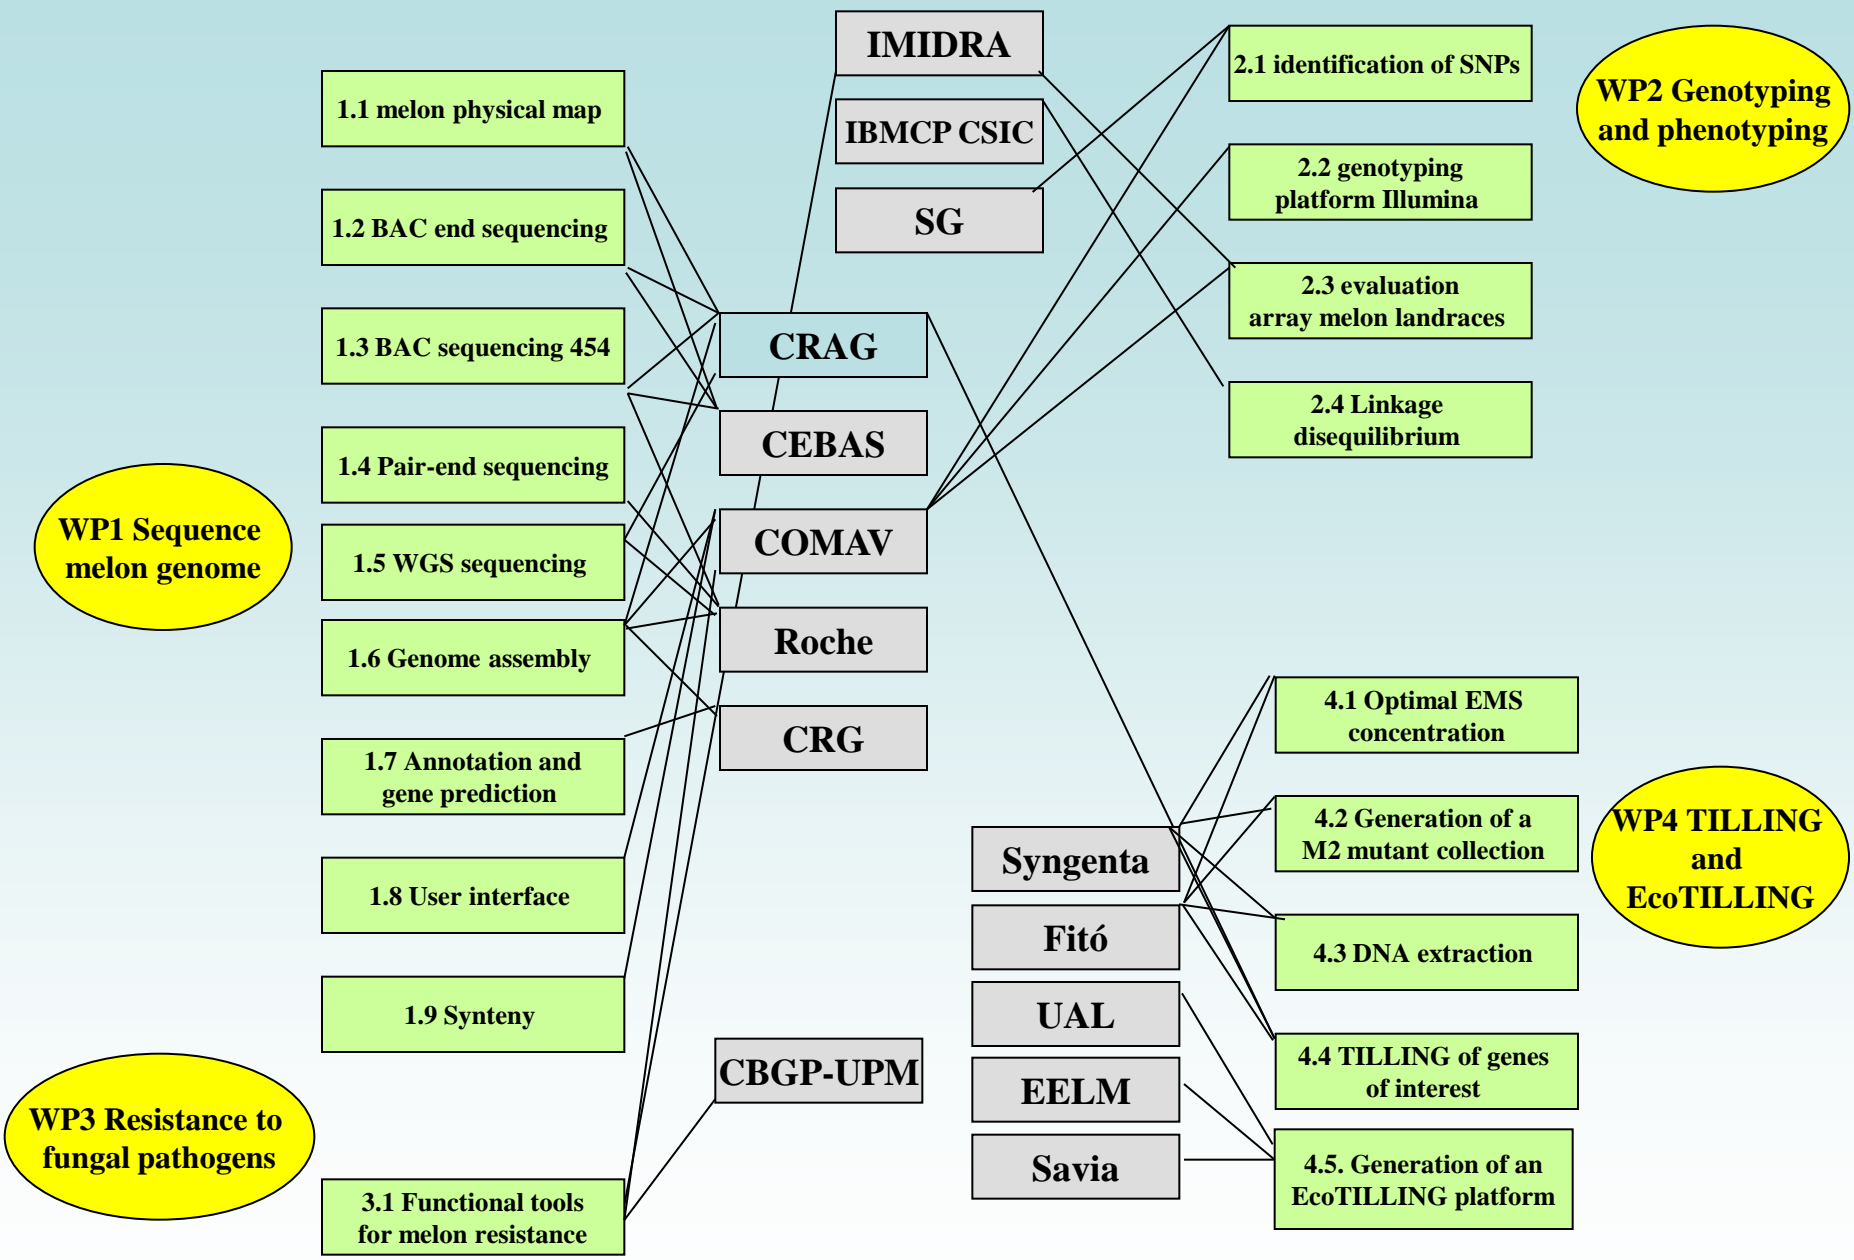 WP1 Sequence
melon genome
1.1 melon physical map
1.2 BAC end sequencing
1.3 BAC sequencing 454
1.4 Pair-end sequencing
1.5 WGS sequencing
1.6 Genome assembly
1.7 Annotation and
gene prediction
1.8 User interface
1.9 Synteny
WP3 Resistance to
fungal pathogens
3.1 Functional tools
for melon resistance
IMIDRA
IBMCP CSIC
SG
CRAG
CEBAS
COMAV
Roche
CRG
CBGP-UPM
Syngenta
Fitó
UAL
EELM
Savia
WP2 Genotyping
and phenotyping
2.1 identification of SNPs
2.2 genotyping
platform Illumina
2.3 evaluation
array melon landraces
2.4 Linkage
disequilibrium
WP4 TILLING
and
EcoTILLING
4.1 Optimal EMS
concentration
4.2 Generation of a
M2 mutant collection
4.3 DNA extraction
4.4 TILLING of genes
of interest
4.5. Generation of an
EcoTILLING platform